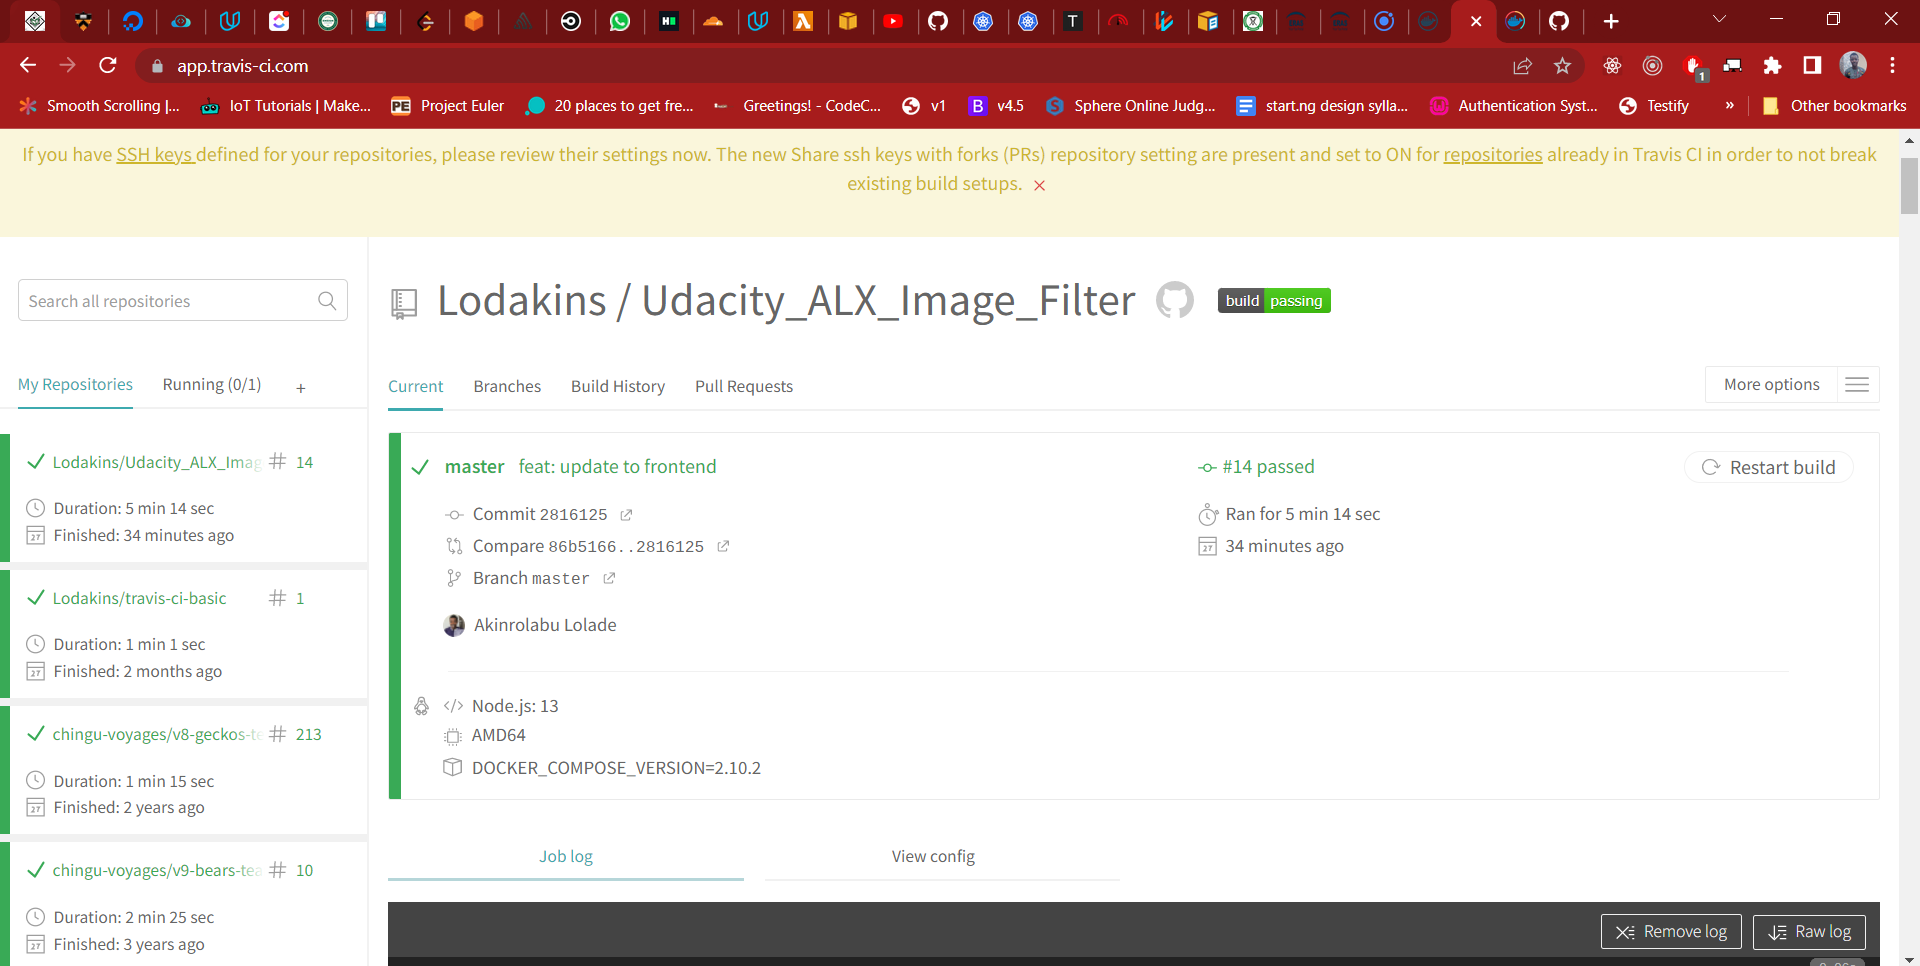 app.travis-ci.com
1
Smooth Scrolling |...
IoT Tutorials | Make...
PE Project Euler
20 places to get fre...
Greetings! - CodeC...
v1
B v4.5
Sphere Online Judg...
start.ng design sylla...
Authentication Syst...
Testify
»
Other bookmarks
If you have SSH keys defined for your repositories, please review their settings now. The new Share ssh keys with forks (PRs) repository setting are present and set to ON for repositories already in Travis CI in order to not break
existing build setups.
Search all repositories
Lodakins / Udacity_ALX_Image_Filter
build passing
My Repositories
Running (0/1)
+
Current
Branches
Build History
Pull Requests
More options
Lodakins/Udacity_ALX_Imag # 14
Duration: 5 min 14 sec
Finished: 34 minutes ago
Lodakins/travis-ci-basic # 1
Duration: 1 min 1 sec
Finished: 2 months ago
chingu-voyages/v8-geckos-te # 213
Duration: 1 min 15 sec
Finished: 2 years ago
chingu-voyages/v9-bears-tea # 10
Duration: 2 min 25 sec
Finished: 3 years ago
master feat: update to frontend
#14 passed
Restart build
Commit 2816125
Ran for 5 min 14 sec
Compare 86b5166..2816125
34 minutes ago
Branch master
Akinrolabu Lolade
Node.js: 13
AMD64
DOCKER_COMPOSE_VERSION=2.10.2
Job log
View config
Remove log
Raw log